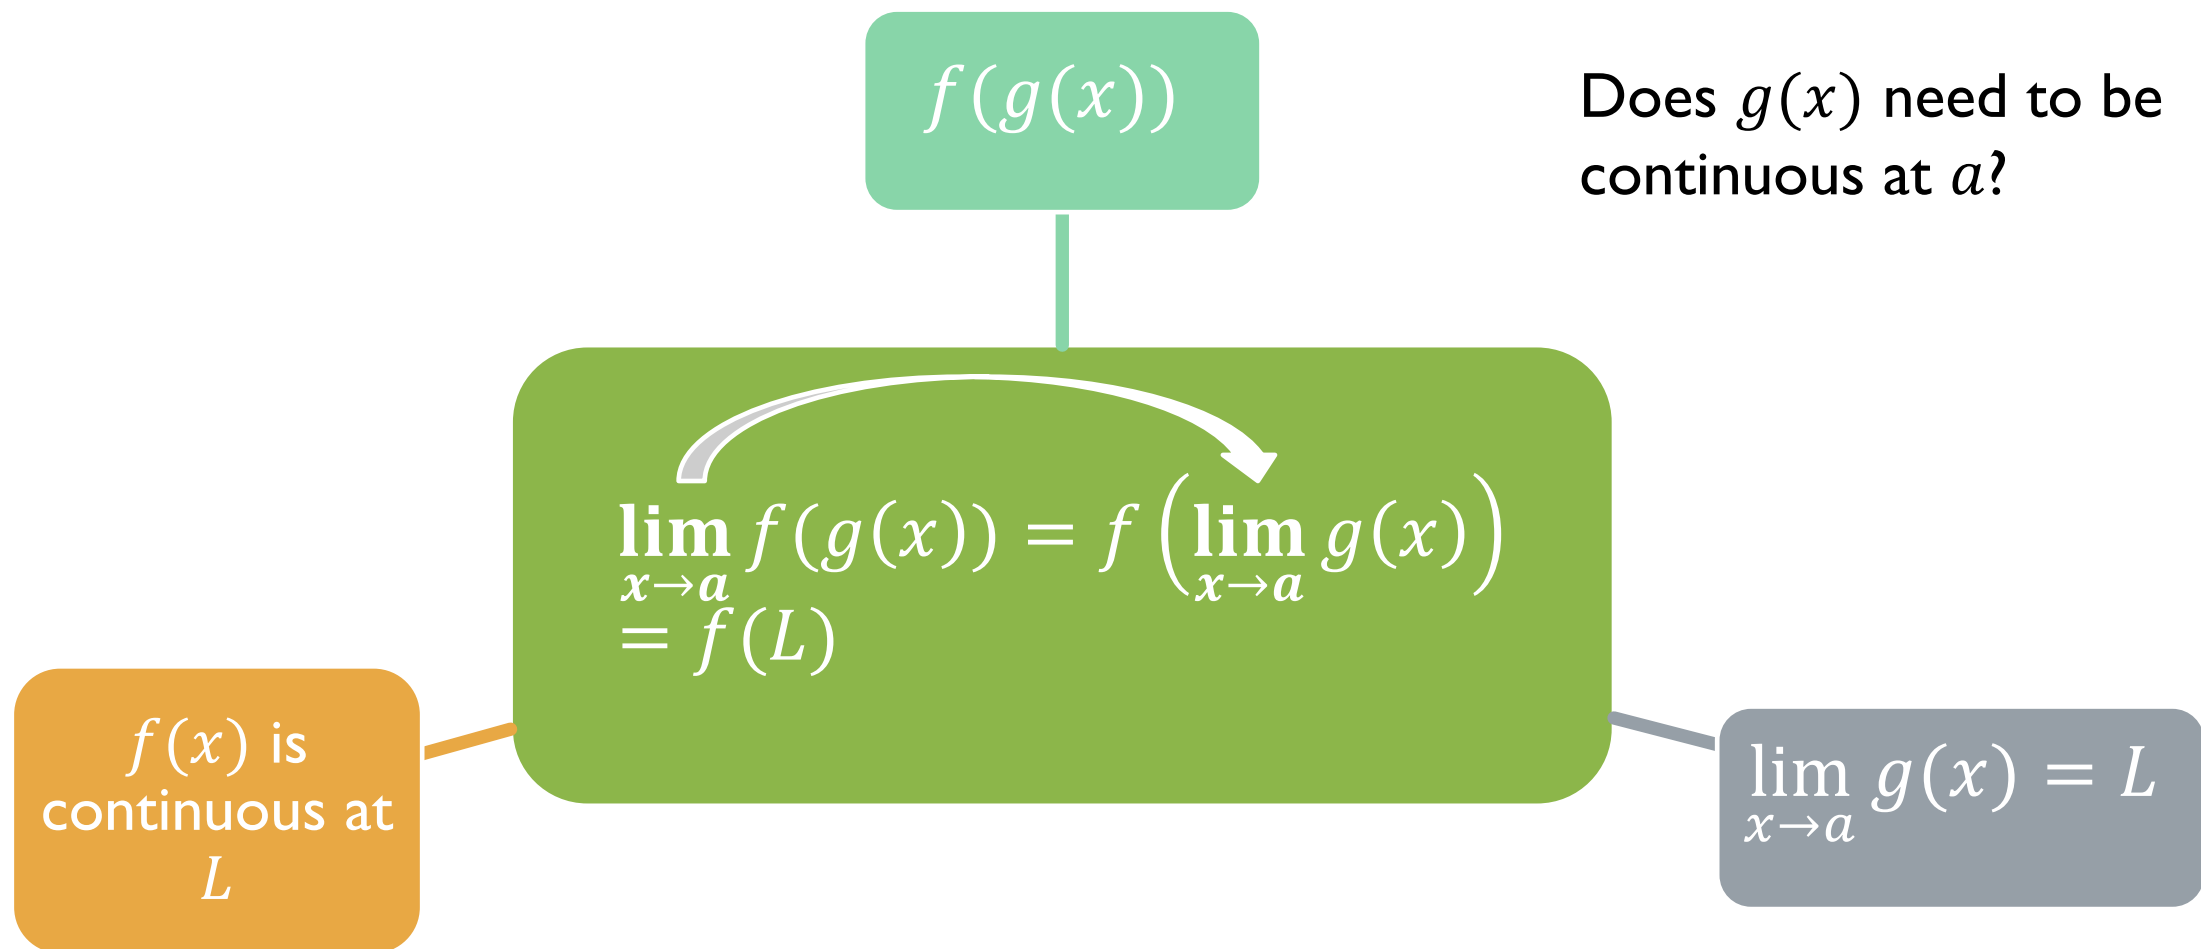 f(g(x))
Does g(x) need to be
continuous at a?
lim f(g(x)) = f(lim g(x))
x→a x→a
= f(L)
f(x) is
continuous at
L
lim g(x) = L
x→a